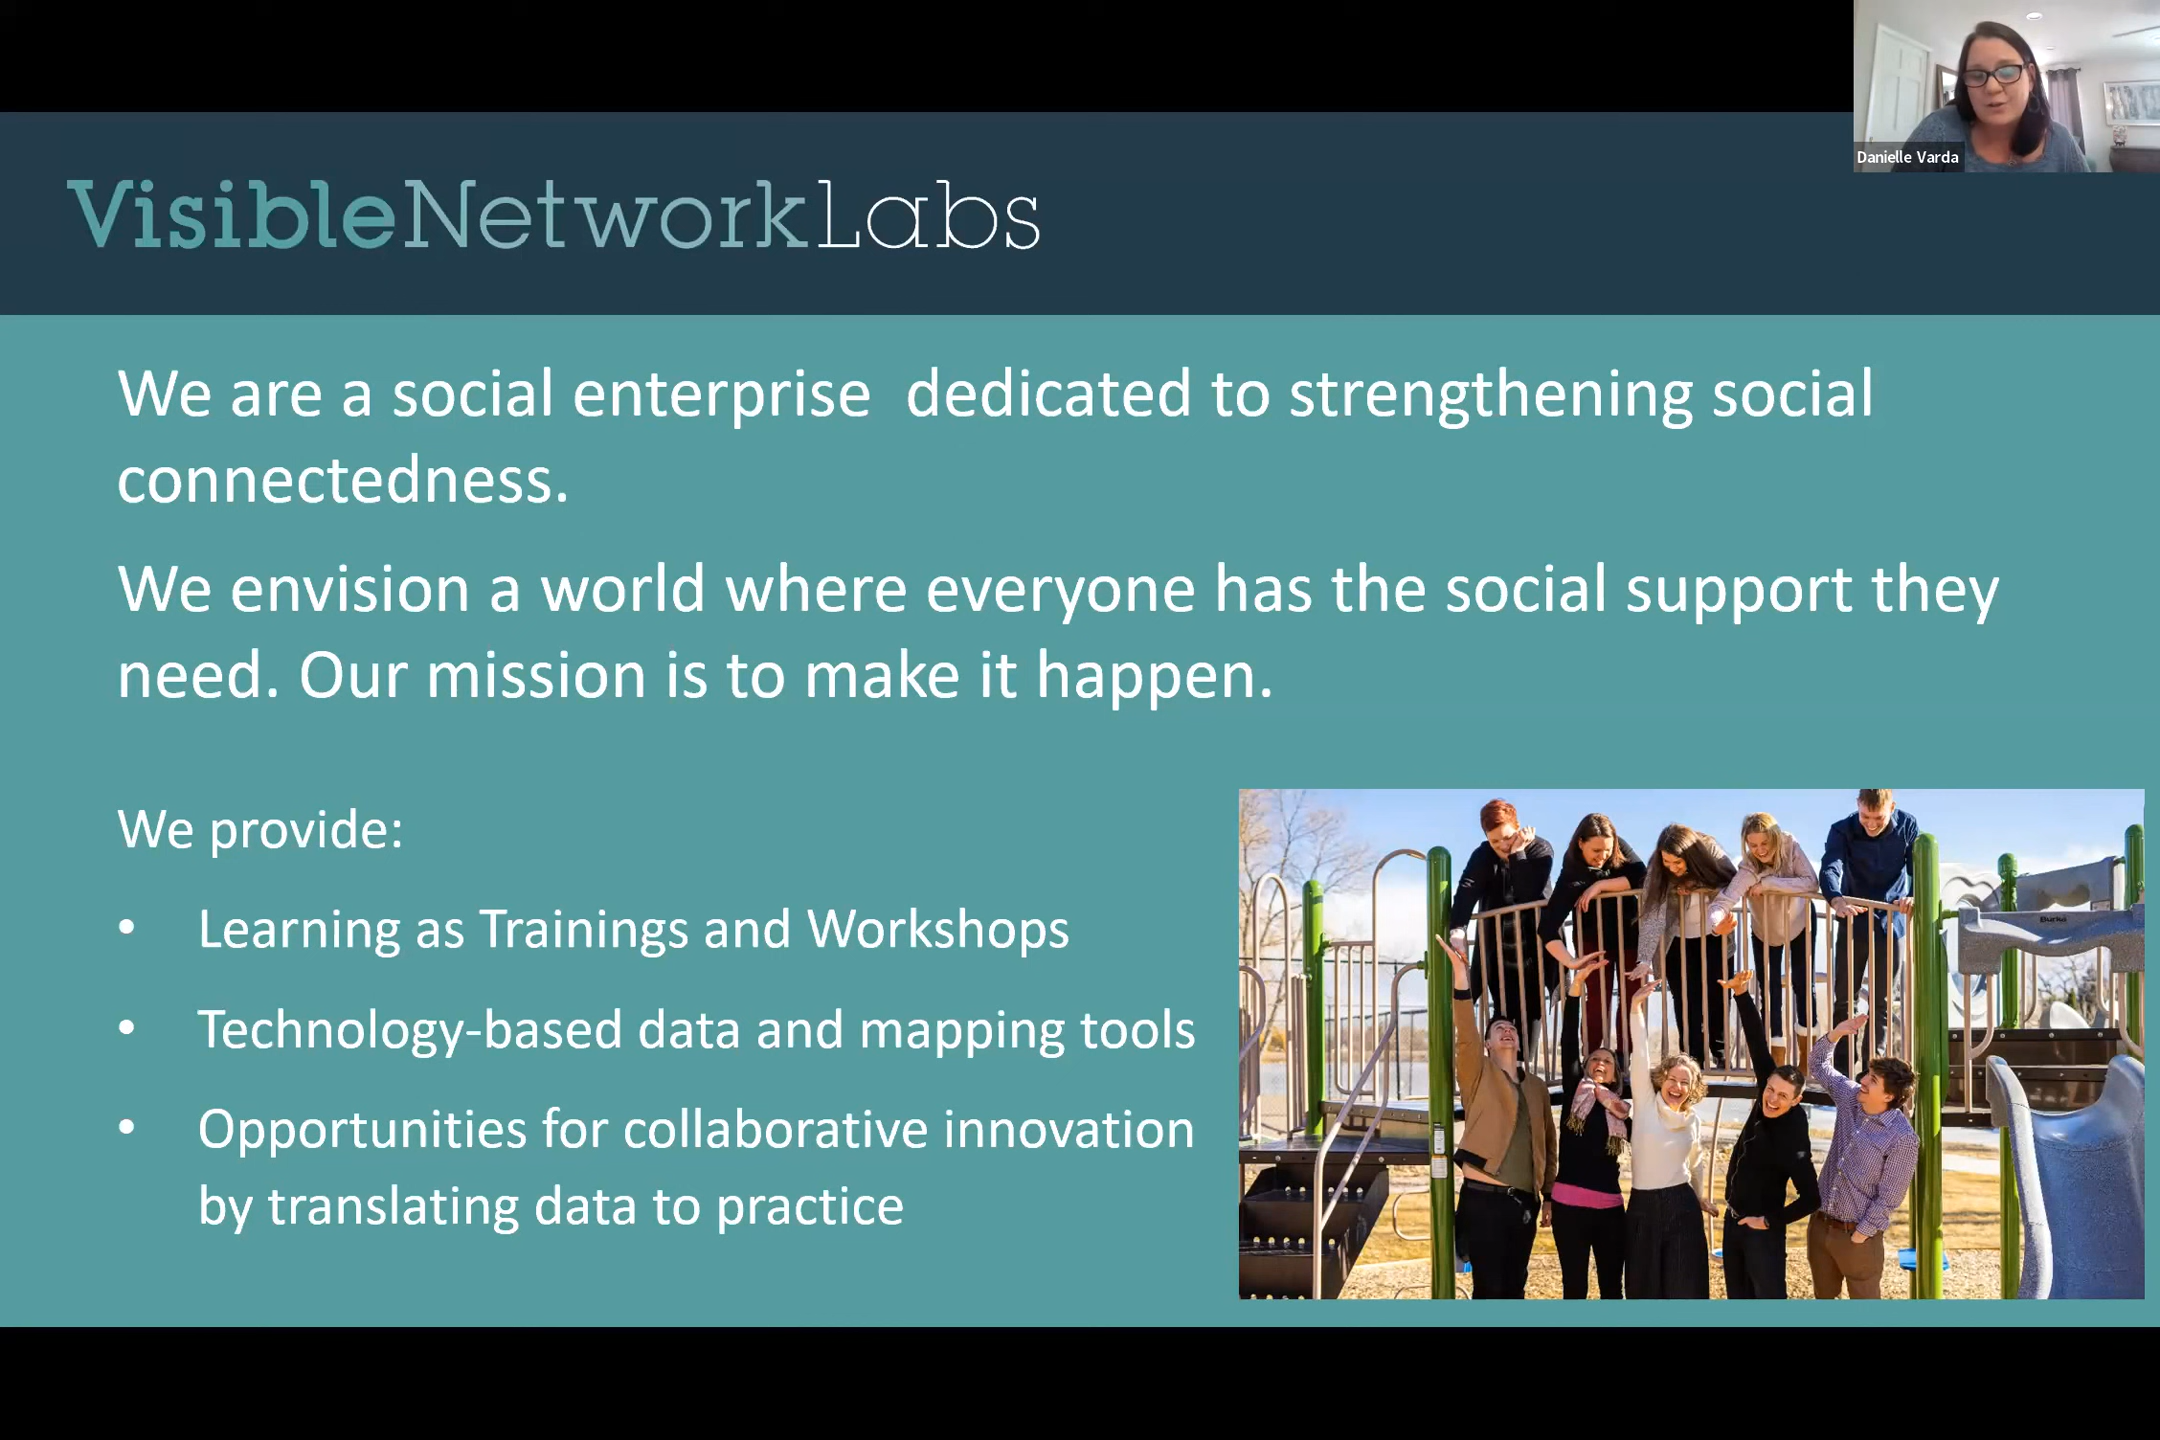 Danielle Varda
VisibleNetworkLabs
We are a social enterprise  dedicated to strengthening social
connectedness.
We envision a world where everyone has the social support they
need. Our mission is to make it happen.
We provide:
• Learning as Trainings and Workshops
• Technology-based data and mapping tools
• Opportunities for collaborative innovation
by translating data to practice
Burke